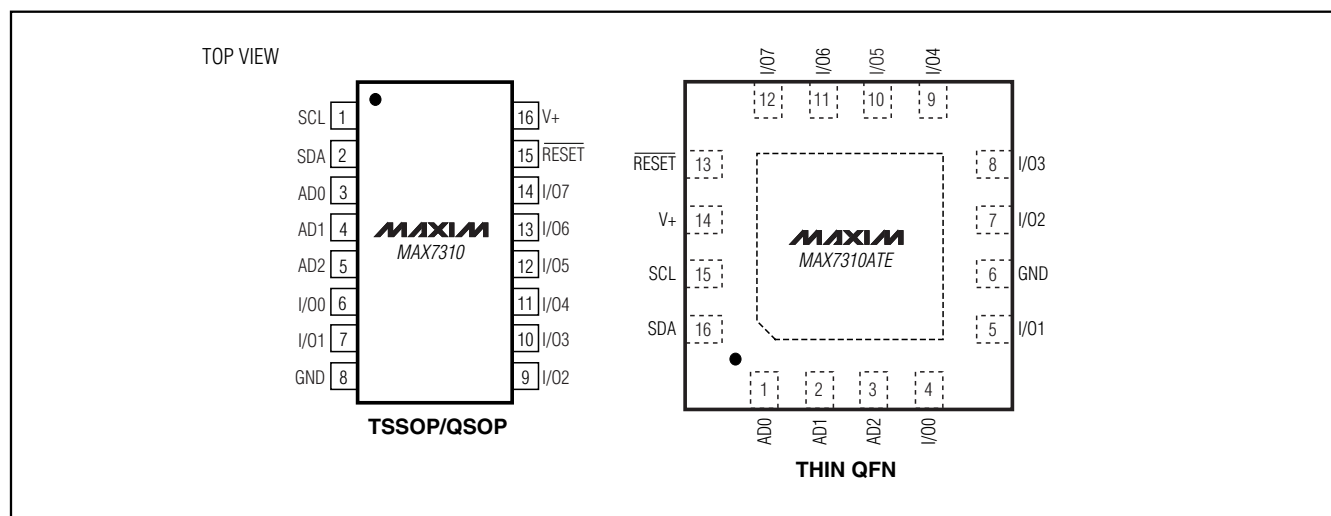 TOP VIEW
SCL 1
SDA 2
AD0 3
AD1 4
AD2 5
I/O0 6
I/O1 7
GND 8
16 V+
15 RESET
14 I/O7
13 I/O6
12 I/O5
11 I/O4
10 I/O3
9 I/O2
MAXIM
MAX7310
TSSOP/QSOP
I/O7
I/O6
I/O5
I/O4
12
11
10
9
RESET 13
V+ 14
SCL 15
SDA 16
8 I/O3
7 I/O2
6 GND
5 I/O1
MAXIM
MAX7310ATE
1
2
3
4
AD0
AD1
AD2
I/O0
THIN QFN